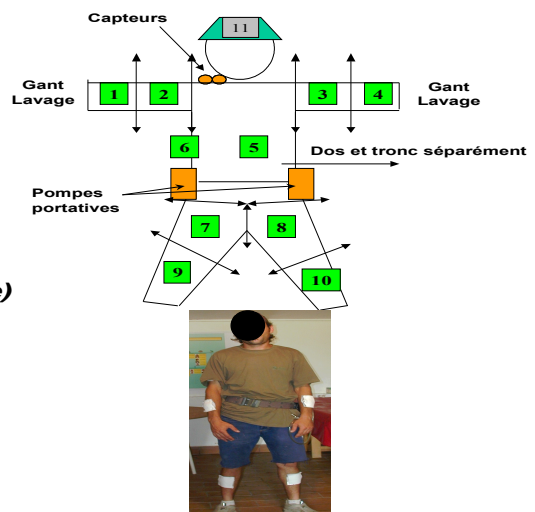 Capteurs
11
Gant
Lavage
1
2
3
4
Gant
Lavage
6
5
Dos et tronc séparément
Pompes
portatives
7
8
9
10
e)